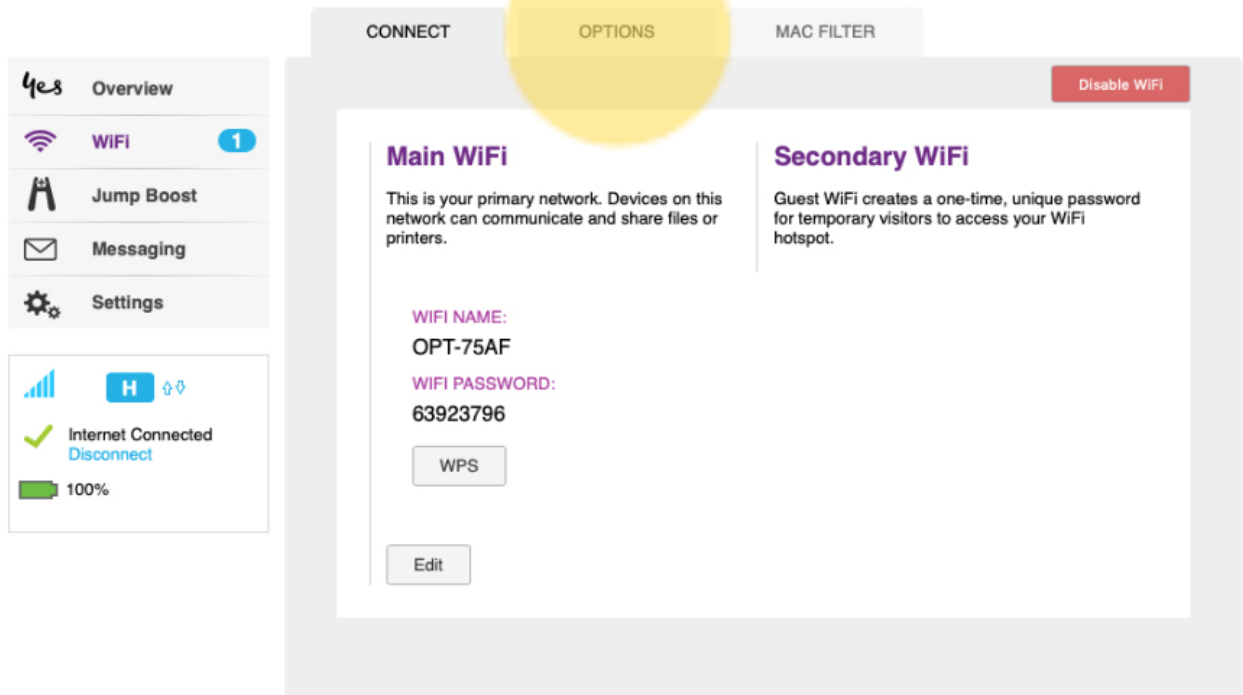 CONNECT
OPTIONS
MAC FILTER
Disable WiFi
yes
Overview
WiFi
1
Jump Boost
Messaging
Settings
H
Internet Connected
Disconnect
100%
Main WiFi
This is your primary network. Devices on this
network can communicate and share files or
printers.
WIFI NAME:
OPT-75AF
WIFI PASSWORD:
63923796
WPS
Edit
Secondary WiFi
Guest WiFi creates a one-time, unique password
for temporary visitors to access your WiFi
hotspot.